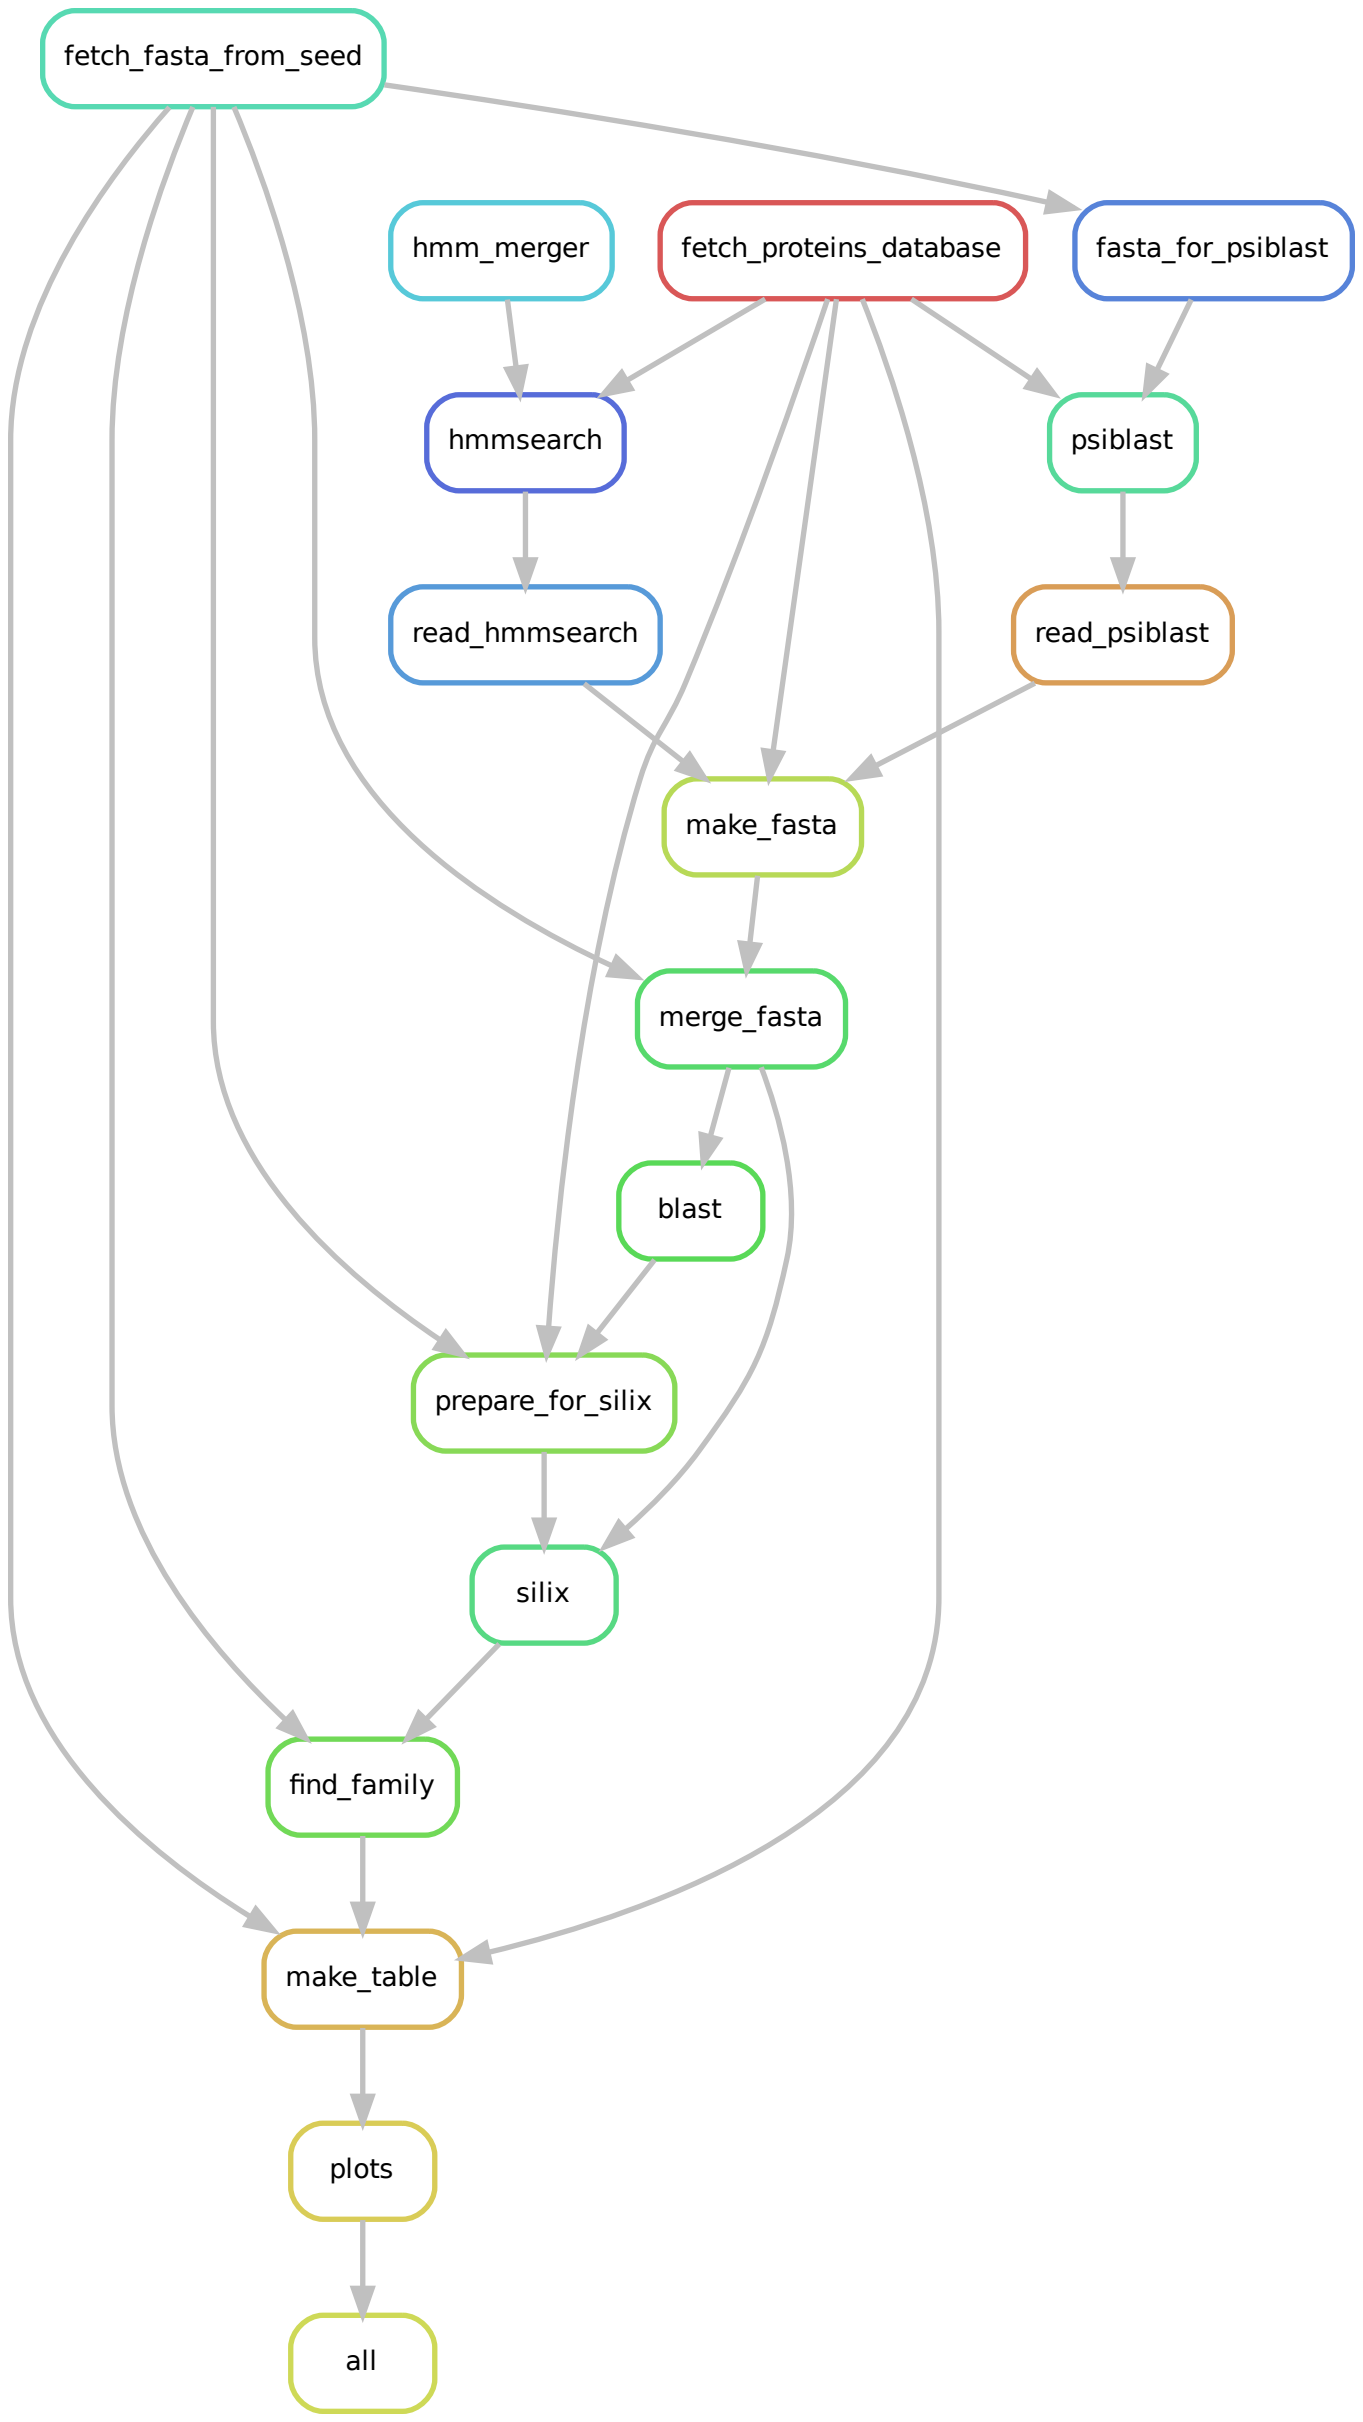 fetch_fasta_from_seed
hmm_merger
fetch_proteins_database
fasta_for_psiblast
hmmsearch
psiblast
read_hmmsearch
read_psiblast
make_fasta
merge_fasta
blast
prepare_for_silix
silix
find_family
make_table
plots
all